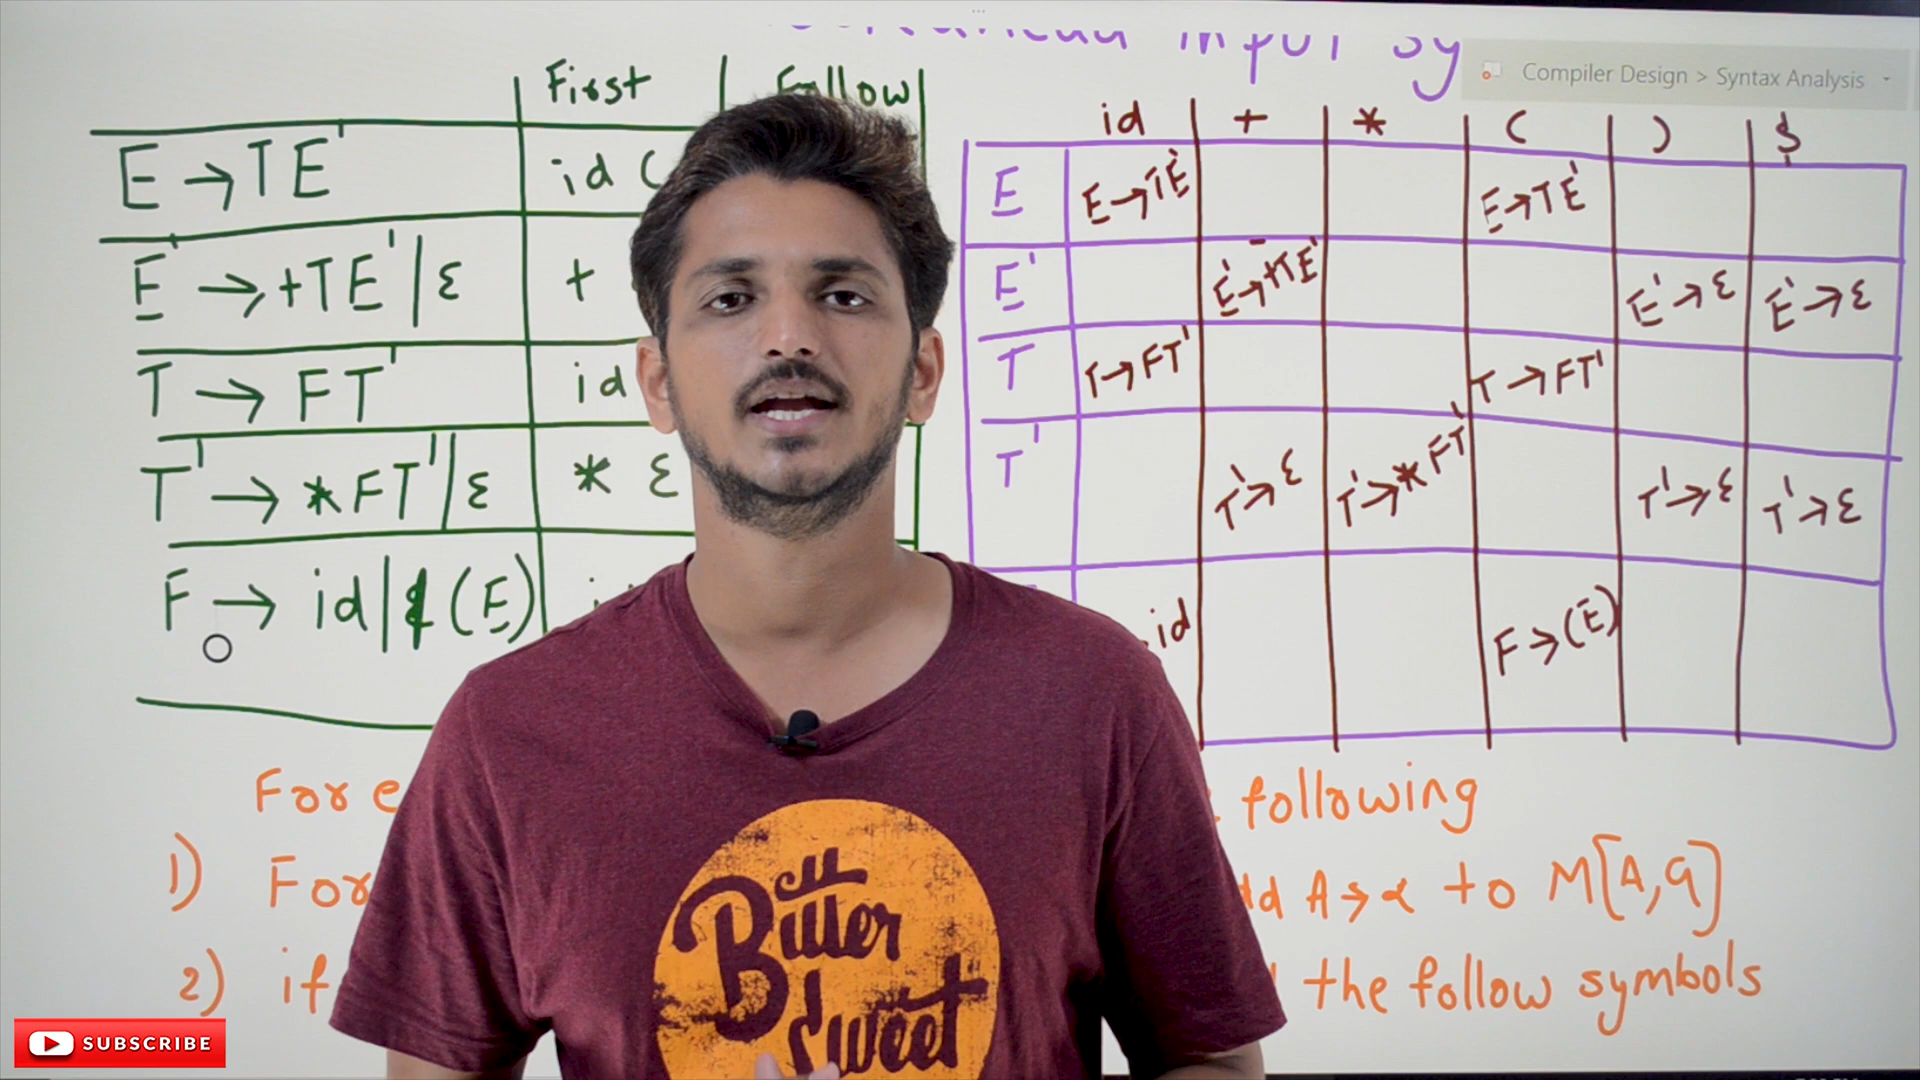 input sy
Compiler Design > Syntax Analysis
First | Follow
E → TE'
id (
E' → +TE' | ε
+
T → FT'
id
T' → *FT' | ε
* ε
F → id | (E)
id | + | * | ( | ) | $
E E → TE' E → TE'
E' E' → +TE' E' → ε E' → ε
T T → FT' T → FT'
T' T' → ε T' → *FT' T' → ε T' → ε
id F → (E)
For following
1) For A → α to M[A, a]
2) if the follow symbols
Bitter
Sweet
SUBSCRIBE